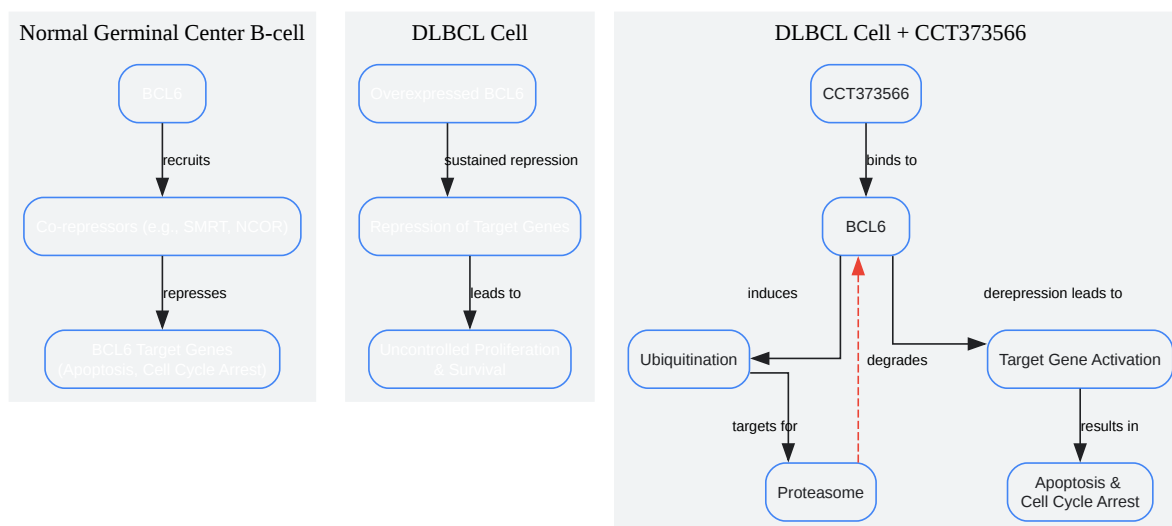 Normal Germinal Center B-cell
BCL6
recruits
Co-repressors (e.g., SMRT, NCOR)
represses
BCL6 Target Genes
(Apoptosis, Cell Cycle Arrest)
DLBCL Cell
Overexpressed BCL6
sustained repression
Repression of Target Genes
leads to
Uncontrolled Proliferation
& Survival
DLBCL Cell + CCT373566
CCT373566
binds to
BCL6
induces
derepression leads to
Ubiquitination
degrades
Target Gene Activation
targets for
results in
Proteasome
Apoptosis &
Cell Cycle Arrest